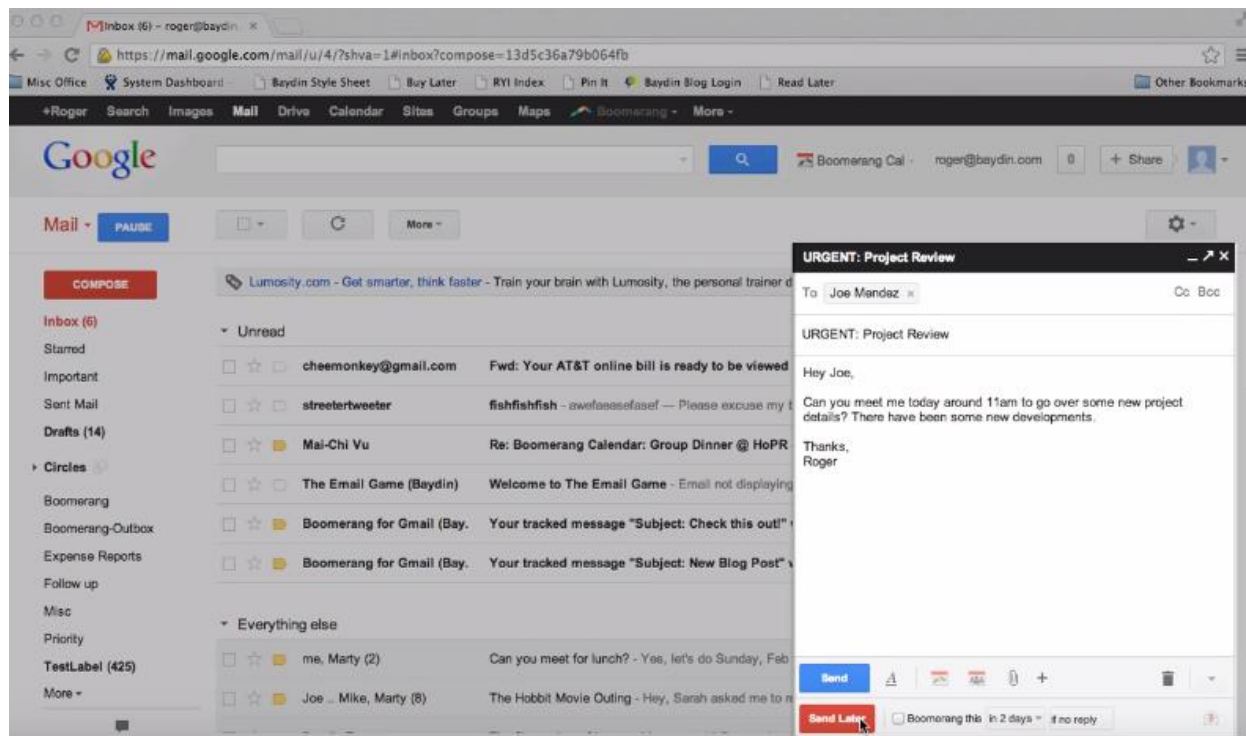 Inbox (6) – roger@baydin
https://mail.google.com/mail/u/4/?shva=1#inbox?compose=13d5c36a79b064fb
Misc Office System Dashboard Baydin Style Sheet Buy Later RYI Index Pin It Baydin Blog Login Read Later Other Bookmarks
+Roger Search Images Mail Drive Calendar Sites Groups Maps Boomerang More
Google Boomerang Cal roger@baydin.com 0 + Share
Mail PAUSE More
COMPOSE
Inbox (6)
Starred
Important
Sent Mail
Drafts (14)
Circles
Boomerang
Boomerang-Outbox
Expense Reports
Follow up
Misc
Priority
TestLabel (425)
More
Lumosity.com - Get smarter, think faster - Train your brain with Lumosity, the personal trainer
Unread
cheemonkey@gmail.com Fwd: Your AT&T online bill is ready to be viewed
streetertweeter fishfishfish - — Please excuse my
Mai-Chi Vu Re: Boomerang Calendar: Group Dinner @ HoPR
The Email Game (Baydin) Welcome to The Email Game - Email not displaying
Boomerang for Gmail (Bay. Your tracked message "Subject: Check this out!"
Boomerang for Gmail (Bay. Your tracked message "Subject: New Blog Post"
Everything else
me, Marty (2) Can you meet for lunch? - Yes, let's do Sunday, Feb
Joe .. Mike, Marty (8) The Hobbit Movie Outing - Hey, Sarah asked me to
URGENT: Project Review
To Joe Mendez × Cc Bcc
URGENT: Project Review
Hey Joe,
Can you meet me today around 11am to go over some new project
details? There have been some new developments.
Thanks,
Roger
Send A
Send Later Boomerang this in 2 days if no reply